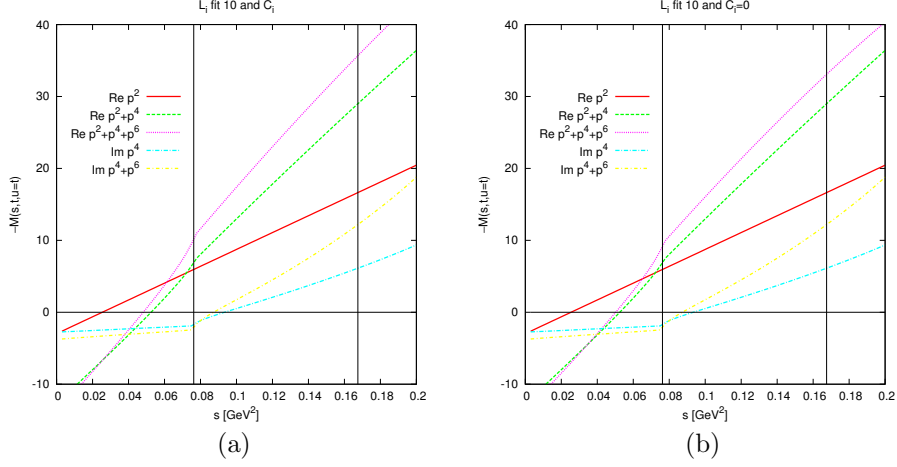 L_i fit 10 and C_i
40
30
20
10
0
-10
−M(s,t,u=t)
Re p^2
Re p^2+p^4
Re p^2+p^4+p^6
Im p^4
Im p^4+p^6
0 0.02 0.04 0.06 0.08 0.1 0.12 0.14 0.16 0.18 0.2
s [GeV^2]
(a)
L_i fit 10 and C_i=0
40
30
20
10
0
-10
−M(s,t,u=t)
Re p^2
Re p^2+p^4
Re p^2+p^4+p^6
Im p^4
Im p^4+p^6
0 0.02 0.04 0.06 0.08 0.1 0.12 0.14 0.16 0.18 0.2
s [GeV^2]
(b)